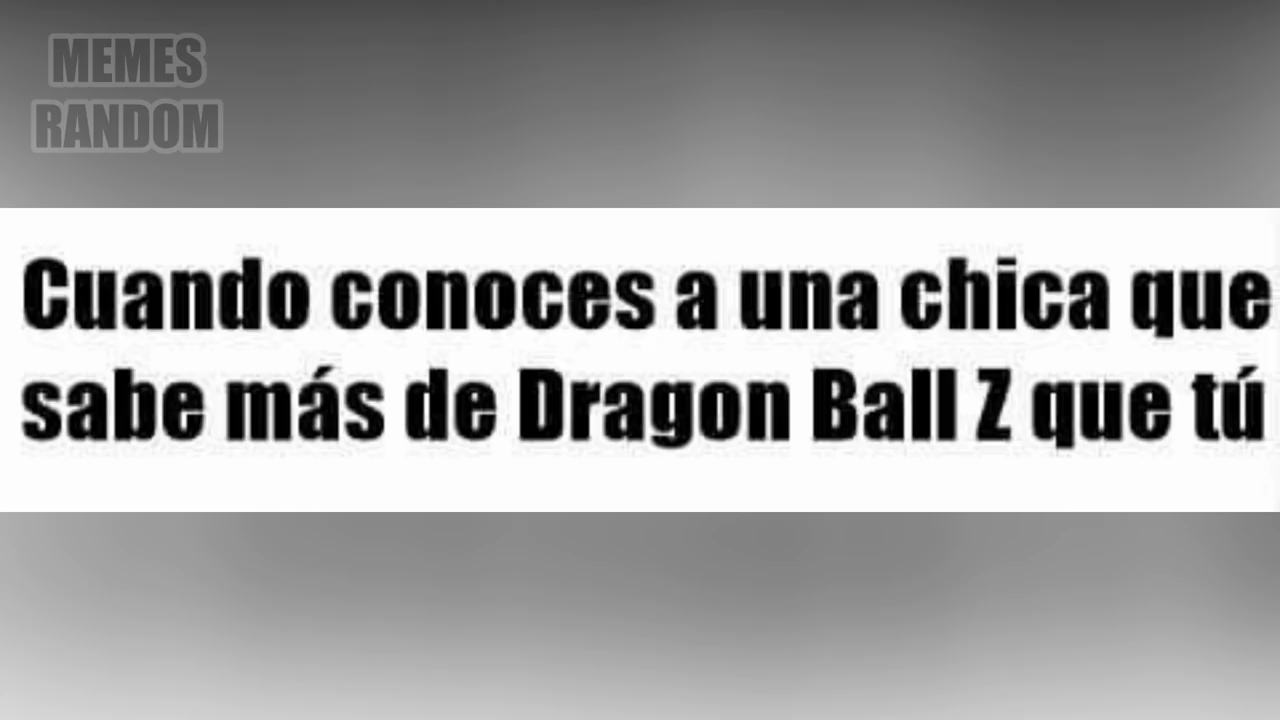 MEMES
RANDOM
Cuando conoces a una chica que
sabe más de Dragon Ball Z que tú